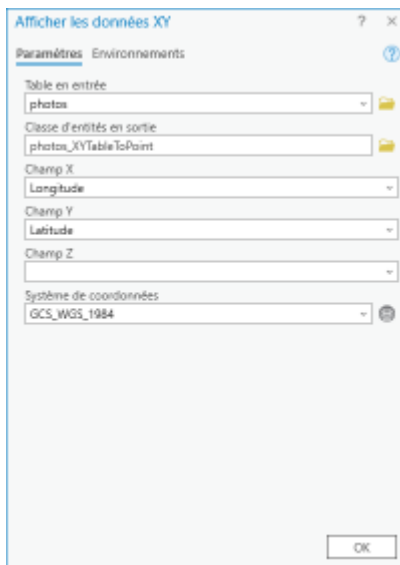 Afficher les données XY ? ×
Paramètres Environnements ?
Table en entrée
photos
Classe d'entités en sortie
photos_XYTableToPoint
Champ X
Longitude
Champ Y
Latitude
Champ Z
Système de coordonnées
GCS_WGS_1984
OK